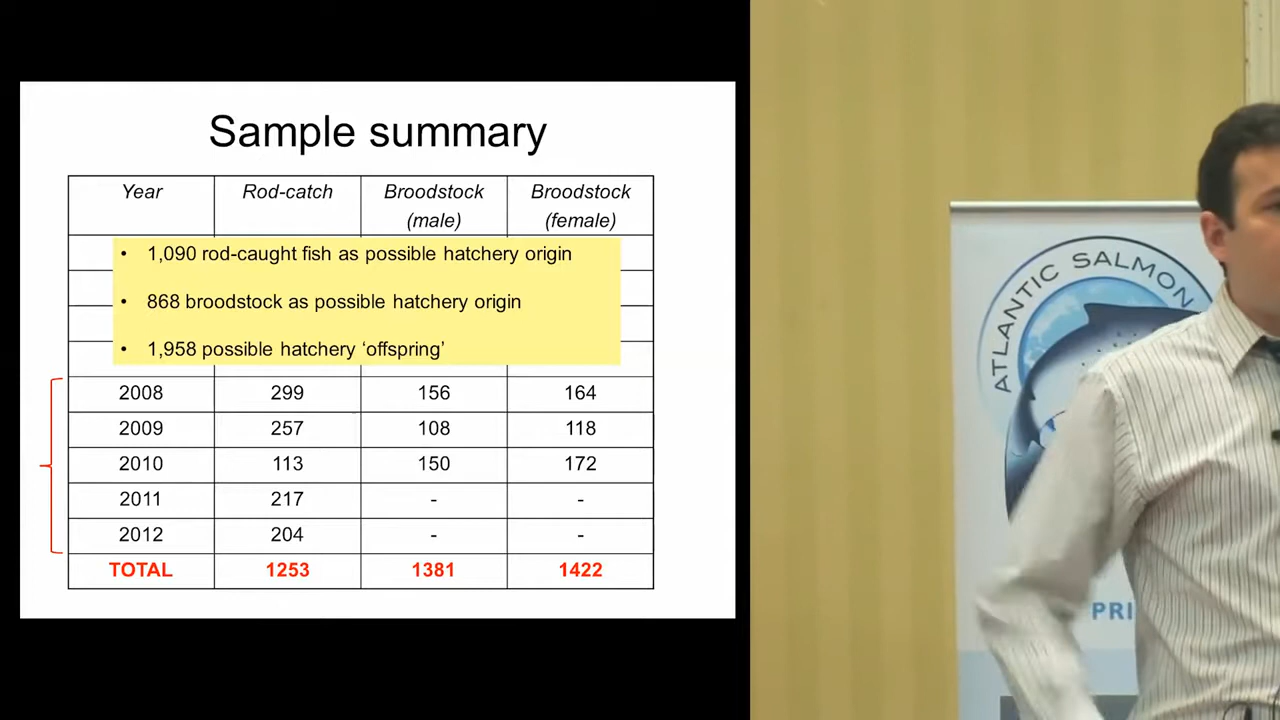 Sample summary
Year Rod-catch Broodstock (male) Broodstock (female)
• 1,090 rod-caught fish as possible hatchery origin
• 868 broodstock as possible hatchery origin
• 1,958 possible hatchery ‘offspring’
2008 299 156 164
2009 257 108 118
2010 113 150 172
2011 217 - -
2012 204 - -
TOTAL 1253 1381 1422
ATLANTIC SALMON
PRI